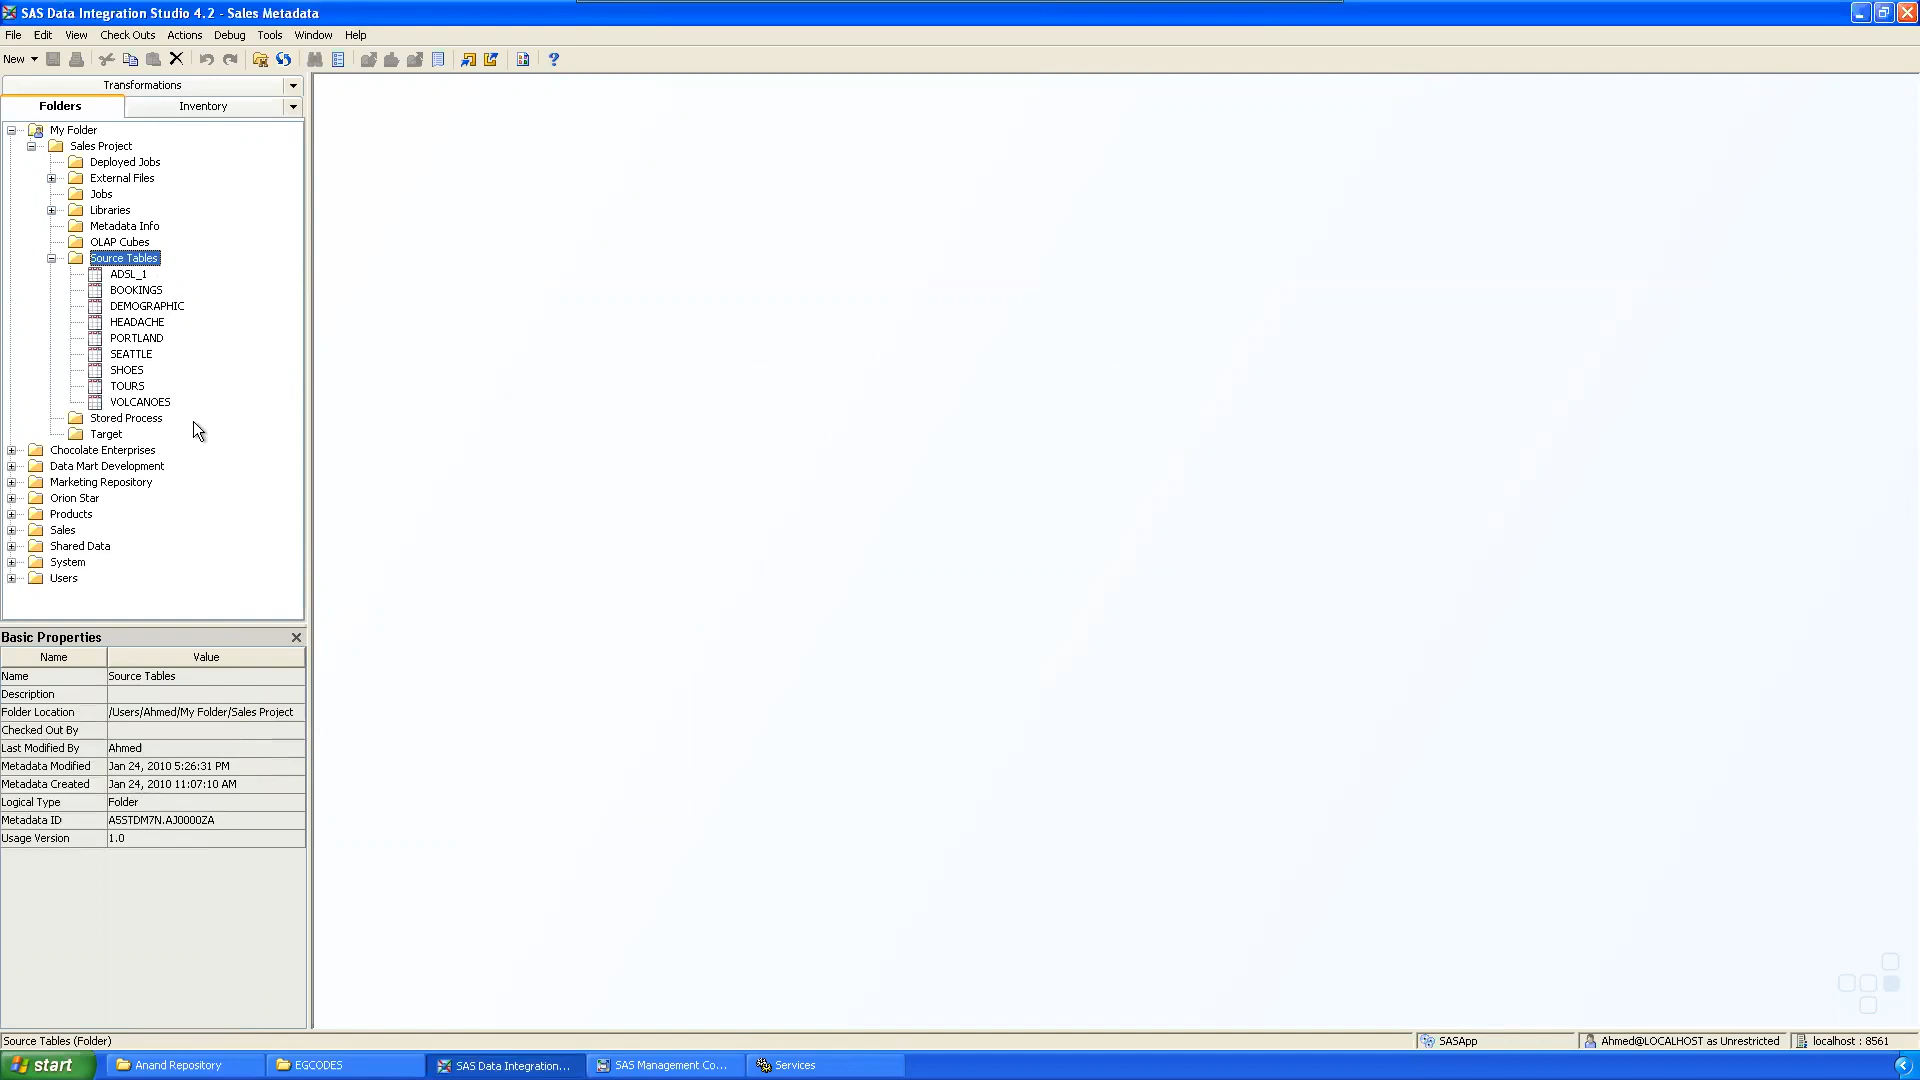 SAS Data Integration Studio 4.2 - Sales Metadata
File Edit View Check Outs Actions Debug Tools Window Help
New
Transformations
Folders Inventory
My Folder
Sales Project
Deployed Jobs
External Files
Jobs
Libraries
Metadata Info
OLAP Cubes
Source Tables
ADSL_1
BOOKINGS
DEMOGRAPHIC
HEADACHE
PORTLAND
SEATTLE
SHOES
TOURS
VOLCANOES
Stored Process
Target
Chocolate Enterprises
Data Mart Development
Marketing Repository
Orion Star
Products
Sales
Shared Data
System
Users
Basic Properties
Name Value
Name Source Tables
Description
Folder Location /Users/Ahmed/My Folder/Sales Project
Checked Out By
Last Modified By Ahmed
Metadata Modified Jan 24, 2010 5:26:31 PM
Metadata Created Jan 24, 2010 11:07:10 AM
Logical Type Folder
Metadata ID A5STDM7N.AJ0000ZA
Usage Version 1.0
Source Tables (Folder) SASApp Ahmed@LOCALHOST as Unrestricted localhost : 8561
start Anand Repository EGCODES SAS Data Integration... SAS Management Co... Services